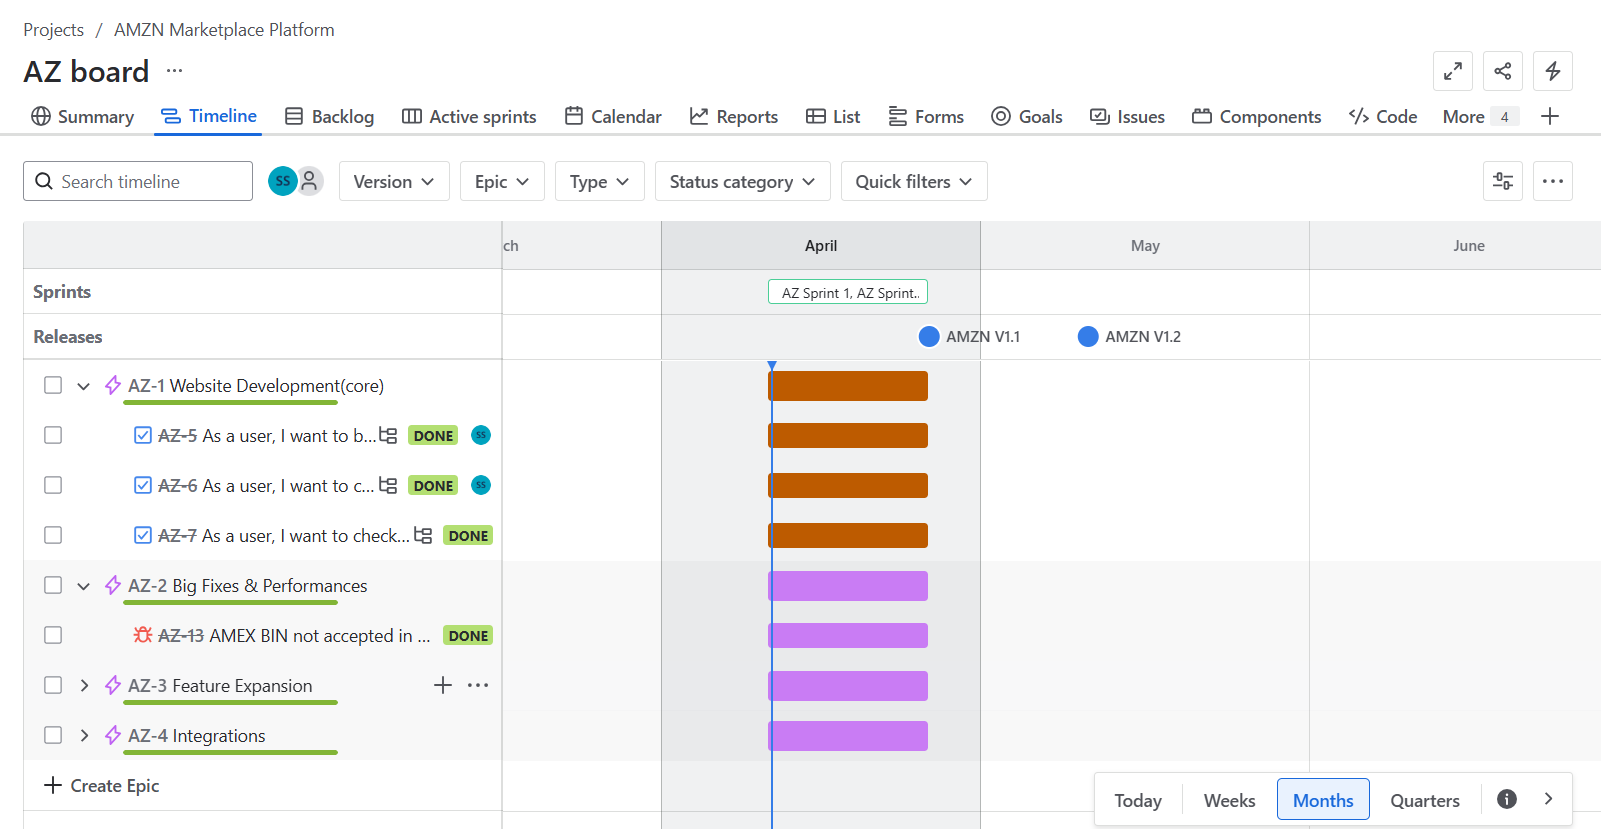 Projects / AMZN Marketplace Platform
AZ board ...
Summary Timeline Backlog Active sprints Calendar Reports List Forms Goals Issues Components Code More 4
Search timeline SS Version Epic Type Status category Quick filters
ch April May June
Sprints AZ Sprint 1, AZ Sprint..
Releases AMZN V1.1 AMZN V1.2
AZ-1 Website Development(core)
AZ-5 As a user, I want to b... DONE SS
AZ-6 As a user, I want to c... DONE SS
AZ-7 As a user, I want to check... DONE
AZ-2 Big Fixes & Performances
AZ-13 AMEX BIN not accepted in ... DONE
AZ-3 Feature Expansion
AZ-4 Integrations
Create Epic
Today Weeks Months Quarters